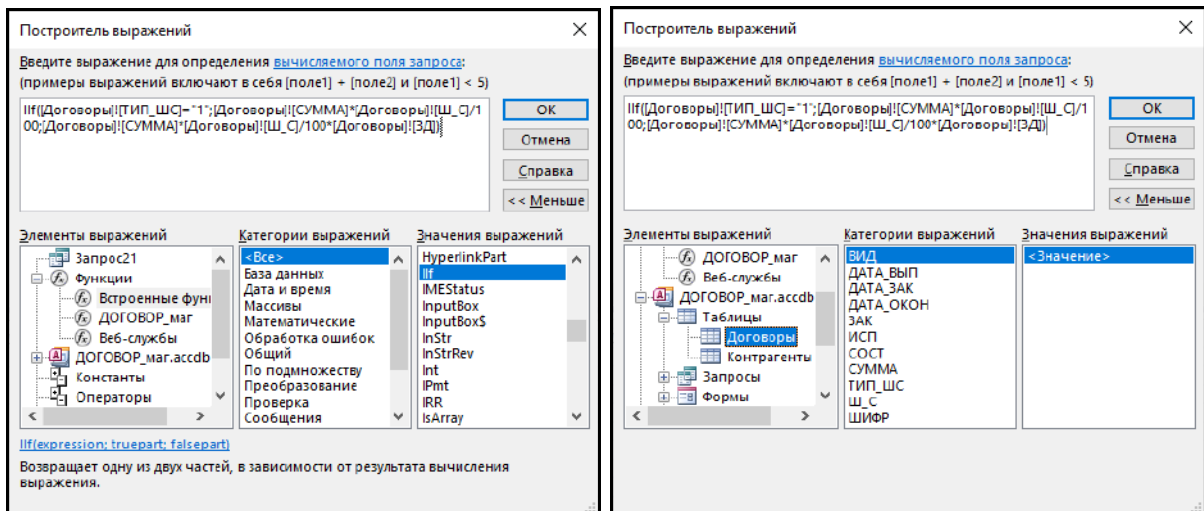 Построитель выражений
Введите выражение для определения вычисляемого поля запроса:
(примеры выражений включают в себя [поле1] + [поле2] и [поле1] < 5)
IIf([Договоры]![ТИП_ШС]="1";[Договоры]![СУММА]*[Договоры]![Ш_С]/1
00;[Договоры]![СУММА]*[Договоры]![Ш_С]/100*[Договоры]![ЗД])
ОК
Отмена
Справка
<< Меньше
Элементы выражений
Запрос21
Функции
Встроенные функ
ДОГОВОР_маг
Веб-службы
ДОГОВОР_маг.accdb
Константы
Операторы
Категории выражений
<Все>
База данных
Дата и время
Массивы
Математические
Обработка ошибок
Общий
По подмножеству
Преобразование
Проверка
Сообщения
Значения выражений
HyperlinkPart
IIf
IMEStatus
InputBox
InputBox$
InStr
InStrRev
Int
IPmt
IRR
IsArray
IIf(expression; truepart; falsepart)
Возвращает одну из двух частей, в зависимости от результата вычисления
выражения.
Построитель выражений
Введите выражение для определения вычисляемого поля запроса:
(примеры выражений включают в себя [поле1] + [поле2] и [поле1] < 5)
IIf([Договоры]![ТИП_ШС]="1";[Договоры]![СУММА]*[Договоры]![Ш_С]/1
00;[Договоры]![СУММА]*[Договоры]![Ш_С]/100*[Договоры]![ЗД])
ОК
Отмена
Справка
<< Меньше
Элементы выражений
ДОГОВОР_маг
Веб-службы
ДОГОВОР_маг.accdb
Таблицы
Договоры
Контрагенты
Запросы
Формы
Категории выражений
ВИД
ДАТА_ВЫП
ДАТА_ЗАК
ДАТА_ОКОН
ЗАК
ИСП
СОСТ
СУММА
ТИП_ШС
Ш_С
ШИФР
Значения выражений
<Значение>